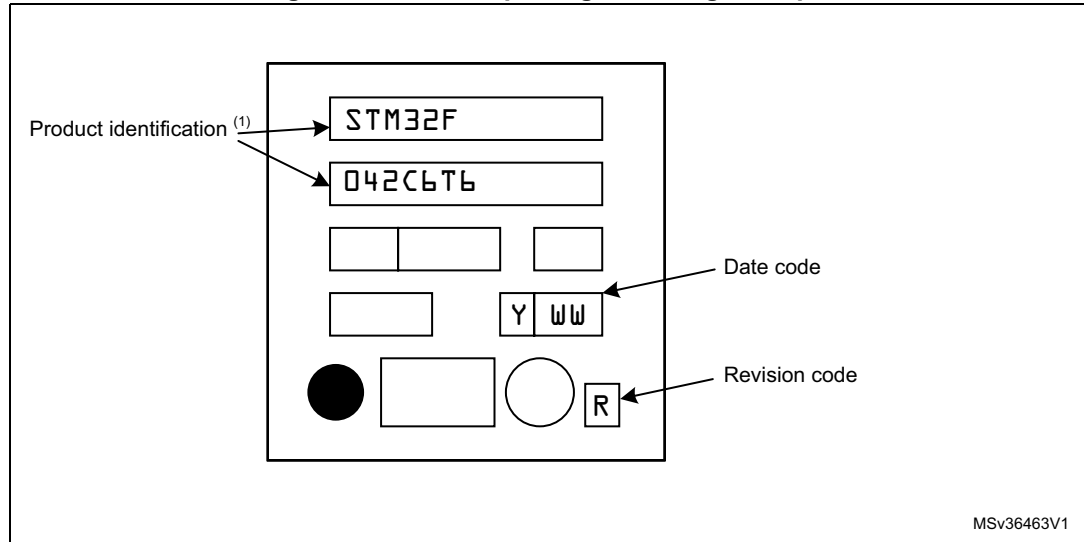 STM32F
Product identification (1)
042C6T6
Date code
Y WW
Revision code
R
MSv36463V1